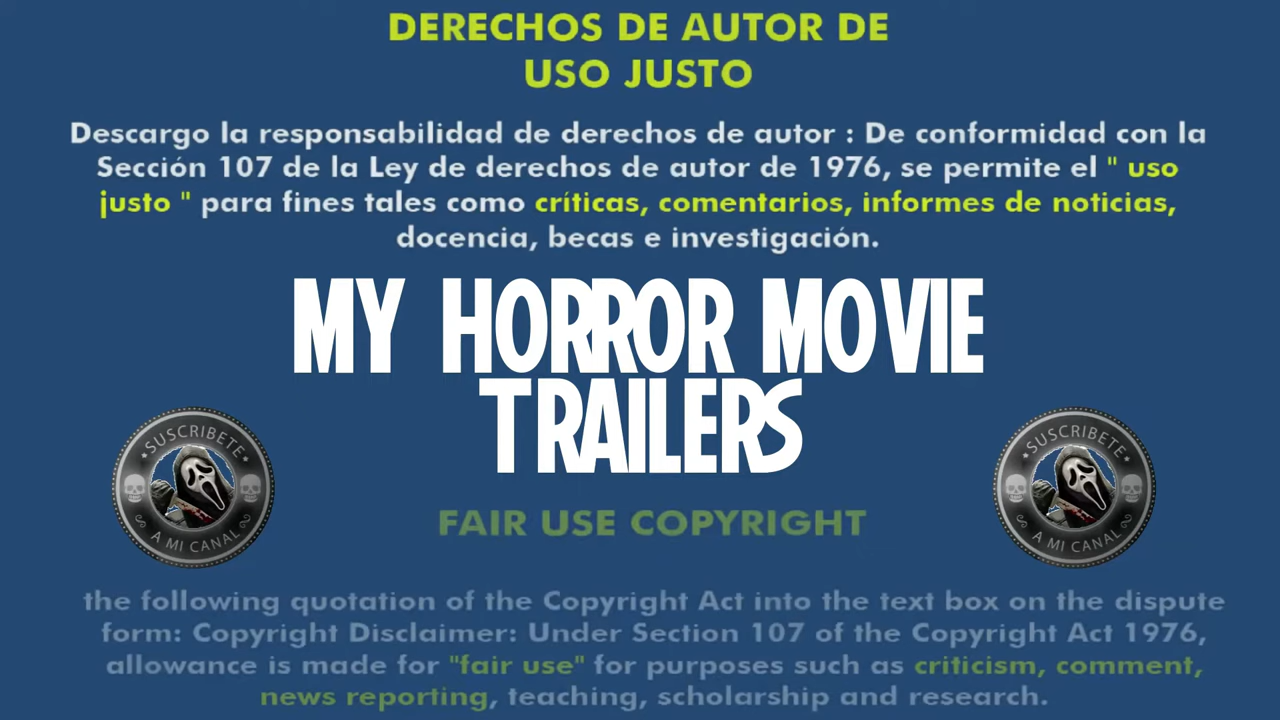 DERECHOS DE AUTOR DE
USO JUSTO
Descargo la responsabilidad de derechos de autor : De conformidad con la
Sección 107 de la Ley de derechos de autor de 1976, se permite el " uso
justo " para fines tales como críticas, comentarios, informes de noticias,
docencia, becas e investigación.
MY HORROR MOVIE
TRAILERS
SUSCRIBETE
A MI CANAL
SUSCRIBETE
A MI CANAL
FAIR USE COPYRIGHT
the following quotation of the Copyright Act into the text box on the dispute
form: Copyright Disclaimer: Under Section 107 of the Copyright Act 1976,
allowance is made for "fair use" for purposes such as criticism, comment,
news reporting, teaching, scholarship and research.